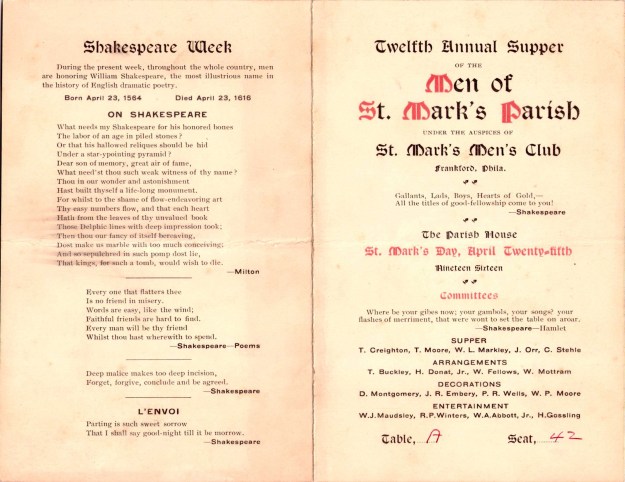 Shakespeare Week
During the present week, throughout the whole country, men
are honoring William Shakespeare, the most illustrious name in
the history of English dramatic poetry.
Born April 23, 1564 Died April 23, 1616
ON SHAKESPEARE
What needs my Shakespeare for his honored bones
The labor of an age in piled stones?
Or that his hallowed reliques should be hid
Under a star-ypointing pyramid?
Dear son of memory, great air of fame,
What need'st thou such weak witness of thy name?
Thou in our wonder and astonishment
Hast built thyself a life-long monument.
For whilst to the shame of flow-endeavoring art
Thy easy numbers flow, and that each heart
Hath from the leaves of thy unvalued book
Those Delphic lines with deep impression took;
Then thou our fancy of itself bereaving,
Dost make us marble with too much conceiving;
And so sepulchred in such pomp dost lie,
That kings, for such a tomb, would wish to die.
—Milton
Every one that flatters thee
Is no friend in misery.
Words are easy, like the wind;
Faithful friends are hard to find.
Every man will be thy friend
Whilst thou hast wherewith to spend.
—Shakespeare—Poems
Deep malice makes too deep incision,
Forget, forgive, conclude and be agreed.
—Shakespeare
L'ENVOI
Parting is such sweet sorrow
That I shall say good-night till it be morrow.
—Shakespeare
Twelfth Annual Supper
OF THE
Men of
St. Mark's Parish
UNDER THE AUSPICES OF
St. Mark's Men's Club
Frankford, Phila.
Gallants, Lads, Boys, Hearts of Gold,—
All the titles of good-fellowship come to you!
—Shakespeare
The Parish House
St. Mark's Day, April Twenty-fifth
Nineteen Sixteen
Committees
Where be your gibes now; your gambols, your songs? your
flashes of merriment, that were wont to set the table on aroar.
—Shakespeare—Hamlet
SUPPER
T. Creighton, T. Moore, W. L. Markley, J. Orr, C. Stehle
ARRANGEMENTS
T. Buckley, H. Donat, Jr., W. Fellows, W. Mottram
DECORATIONS
D. Montgomery, J. R. Embery, P. R. Wells, W. P. Moore
ENTERTAINMENT
W.J. Maudsley, R.P. Winters, W.A. Abbott, Jr., H. Gossling
Table, A Seat, 42